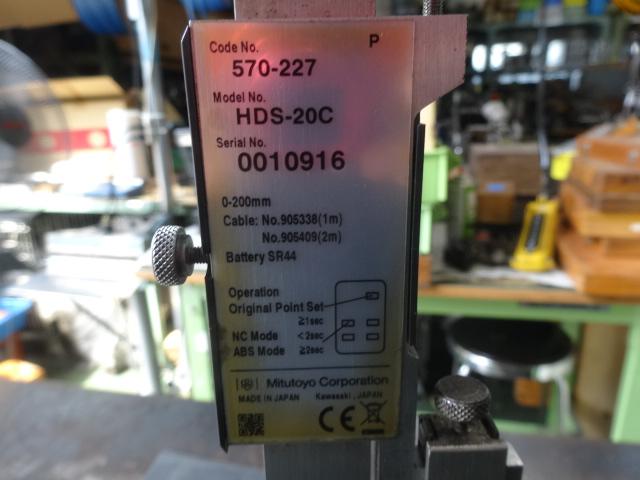 Code No. P
570-227
Model No.
HDS-20C
Serial No.
0010916
0-200mm
Cable: No.905338(1m)
No.905409(2m)
Battery SR44
Operation
Original Point Set
≥1sec
NC Mode <2sec
ABS Mode ≥2sec
Mitutoyo Corporation
MADE IN JAPAN Kawasaki, JAPAN
CE